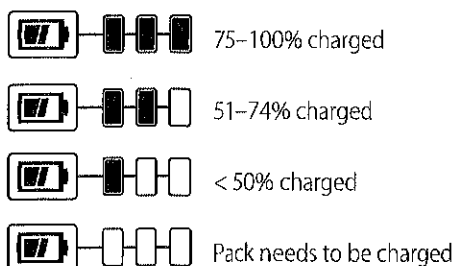 75–100% charged
51–74% charged
< 50% charged
Pack needs to be charged